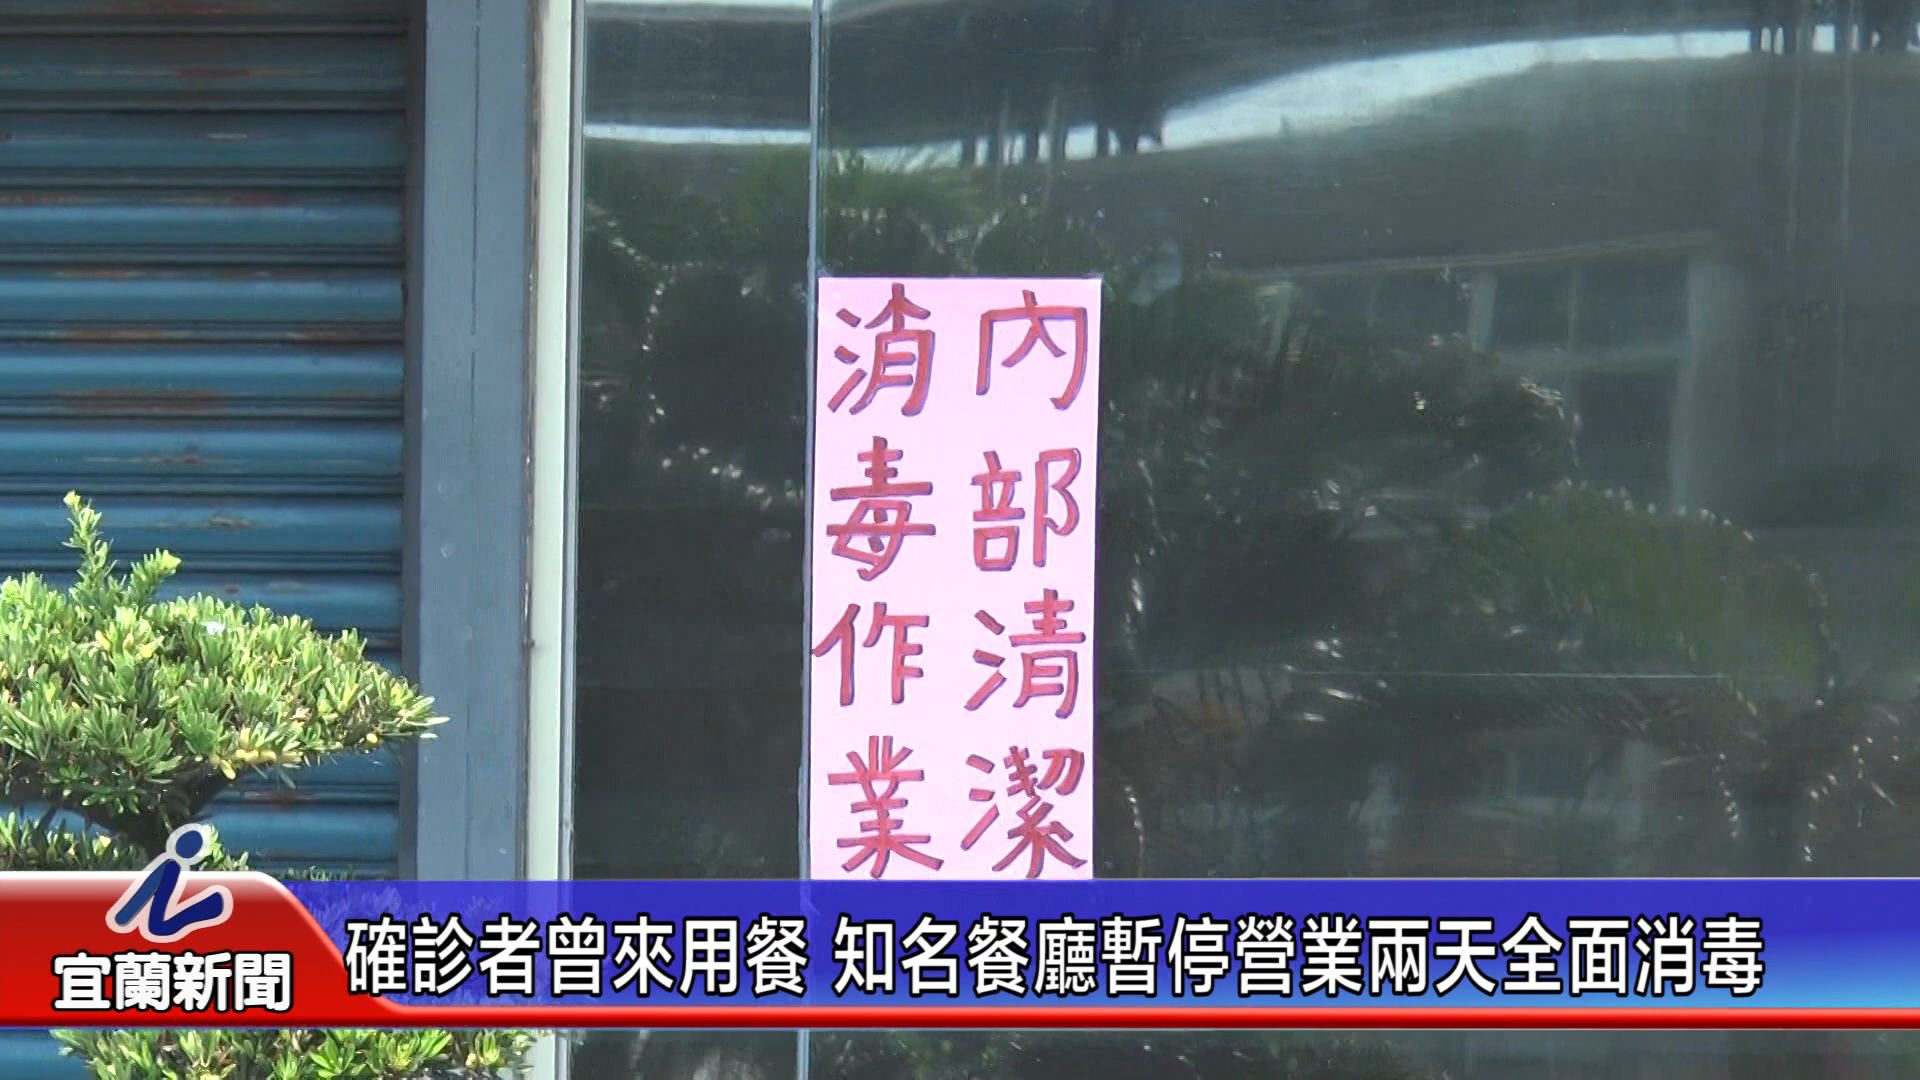 內部清潔
消毒作業
確診者曾來用餐 知名餐廳暫停營業兩天全面消毒
宜蘭新聞